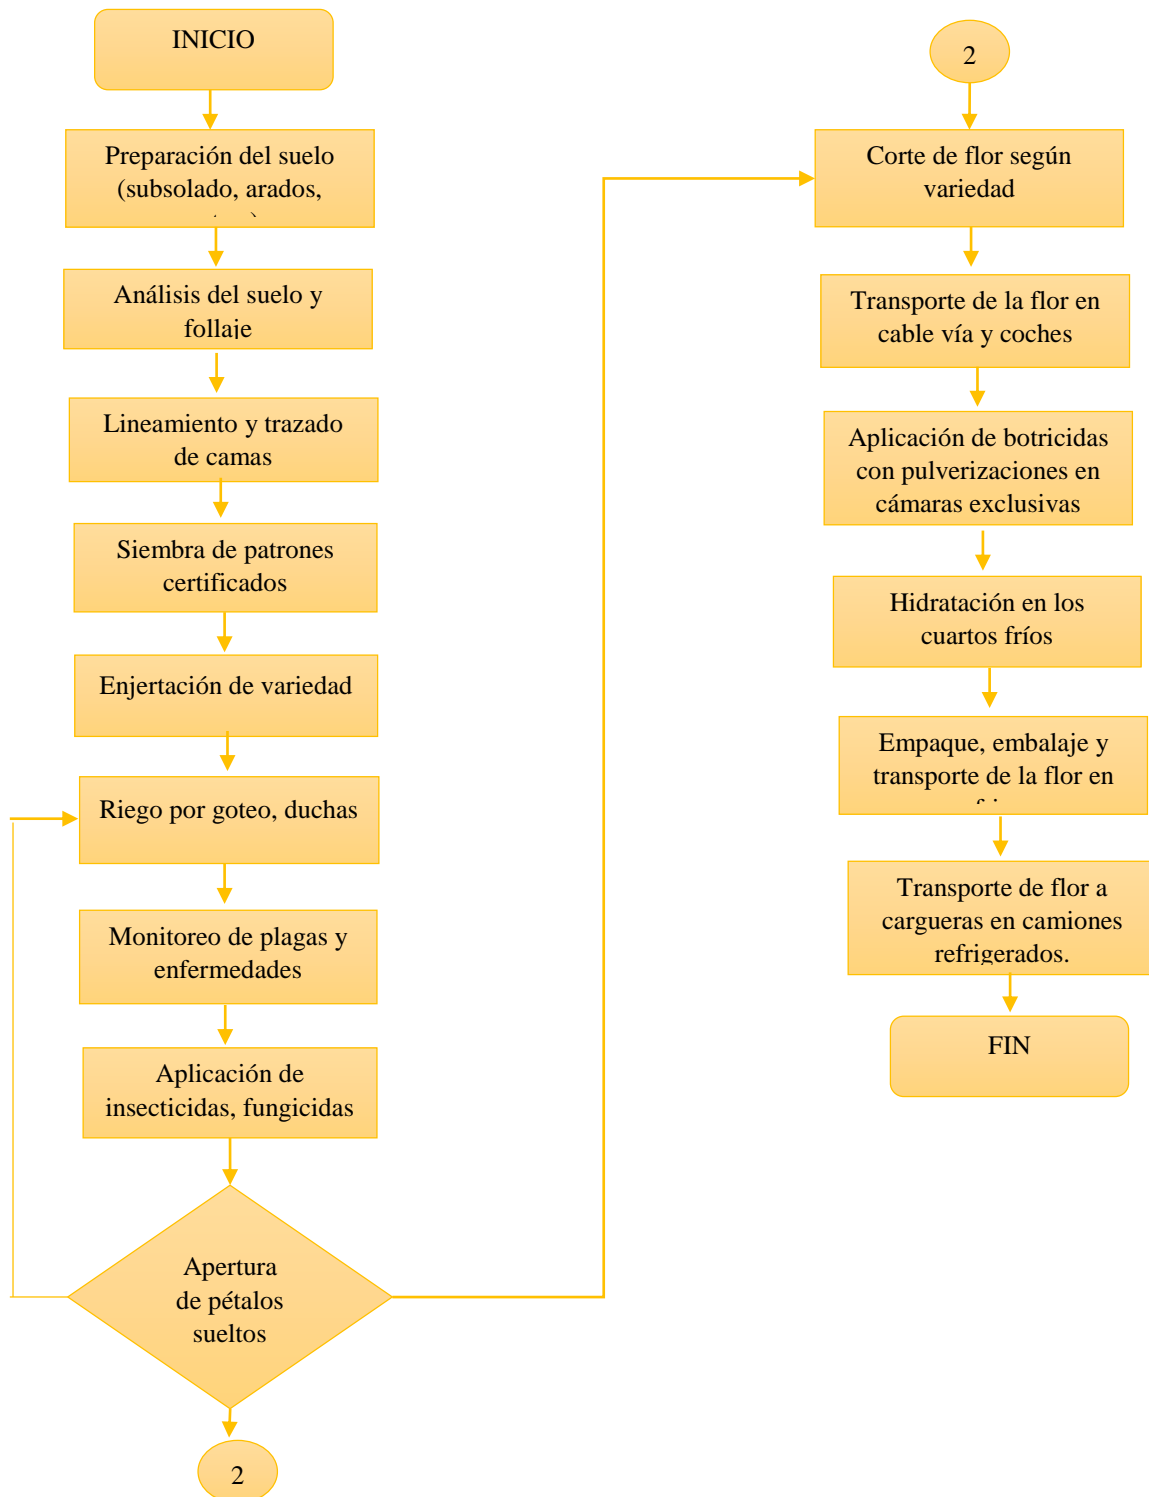 INICIO
Preparación del suelo
(subsolado, arados,
Análisis del suelo y
follaje
Lineamiento y trazado
de camas
Siembra de patrones
certificados
Enjertación de variedad
Riego por goteo, duchas
Monitoreo de plagas y
enfermedades
Aplicación de
insecticidas, fungicidas
Apertura
de pétalos
sueltos
2
2
Corte de flor según
variedad
Transporte de la flor en
cable vía y coches
Aplicación de botricidas
con pulverizaciones en
cámaras exclusivas
Hidratación en los
cuartos fríos
Empaque, embalaje y
transporte de la flor en
Transporte de flor a
cargueras en camiones
refrigerados.
FIN